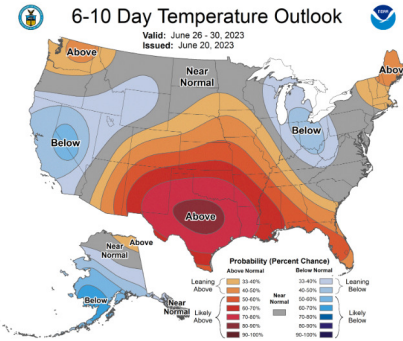 6-10 Day Temperature Outlook
Valid: June 26 - 30, 2023
Issued: June 20, 2023
Above
Near
Normal
Abov
Below
Below
Above
Near
Normal
Above
Below
Near
Normal
Probability (Percent Chance)
Above Normal
Below Normal
Leaning
Above
33-40%
40-50%
Likely
Above
50-60%
60-70%
70-80%
80-90%
90-100%
Near
Normal
33-40%
40-50%
Leaning
Below
50-60%
60-70%
70-80%
80-90%
90-100%
Likely
Below